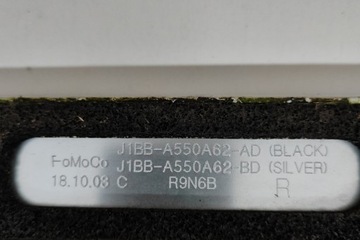 J1BB-A550A62-AD (BLACK)
FoMoCo J1BB-A550A62-BD (SILVER)
18.10.03 C R9N6B R